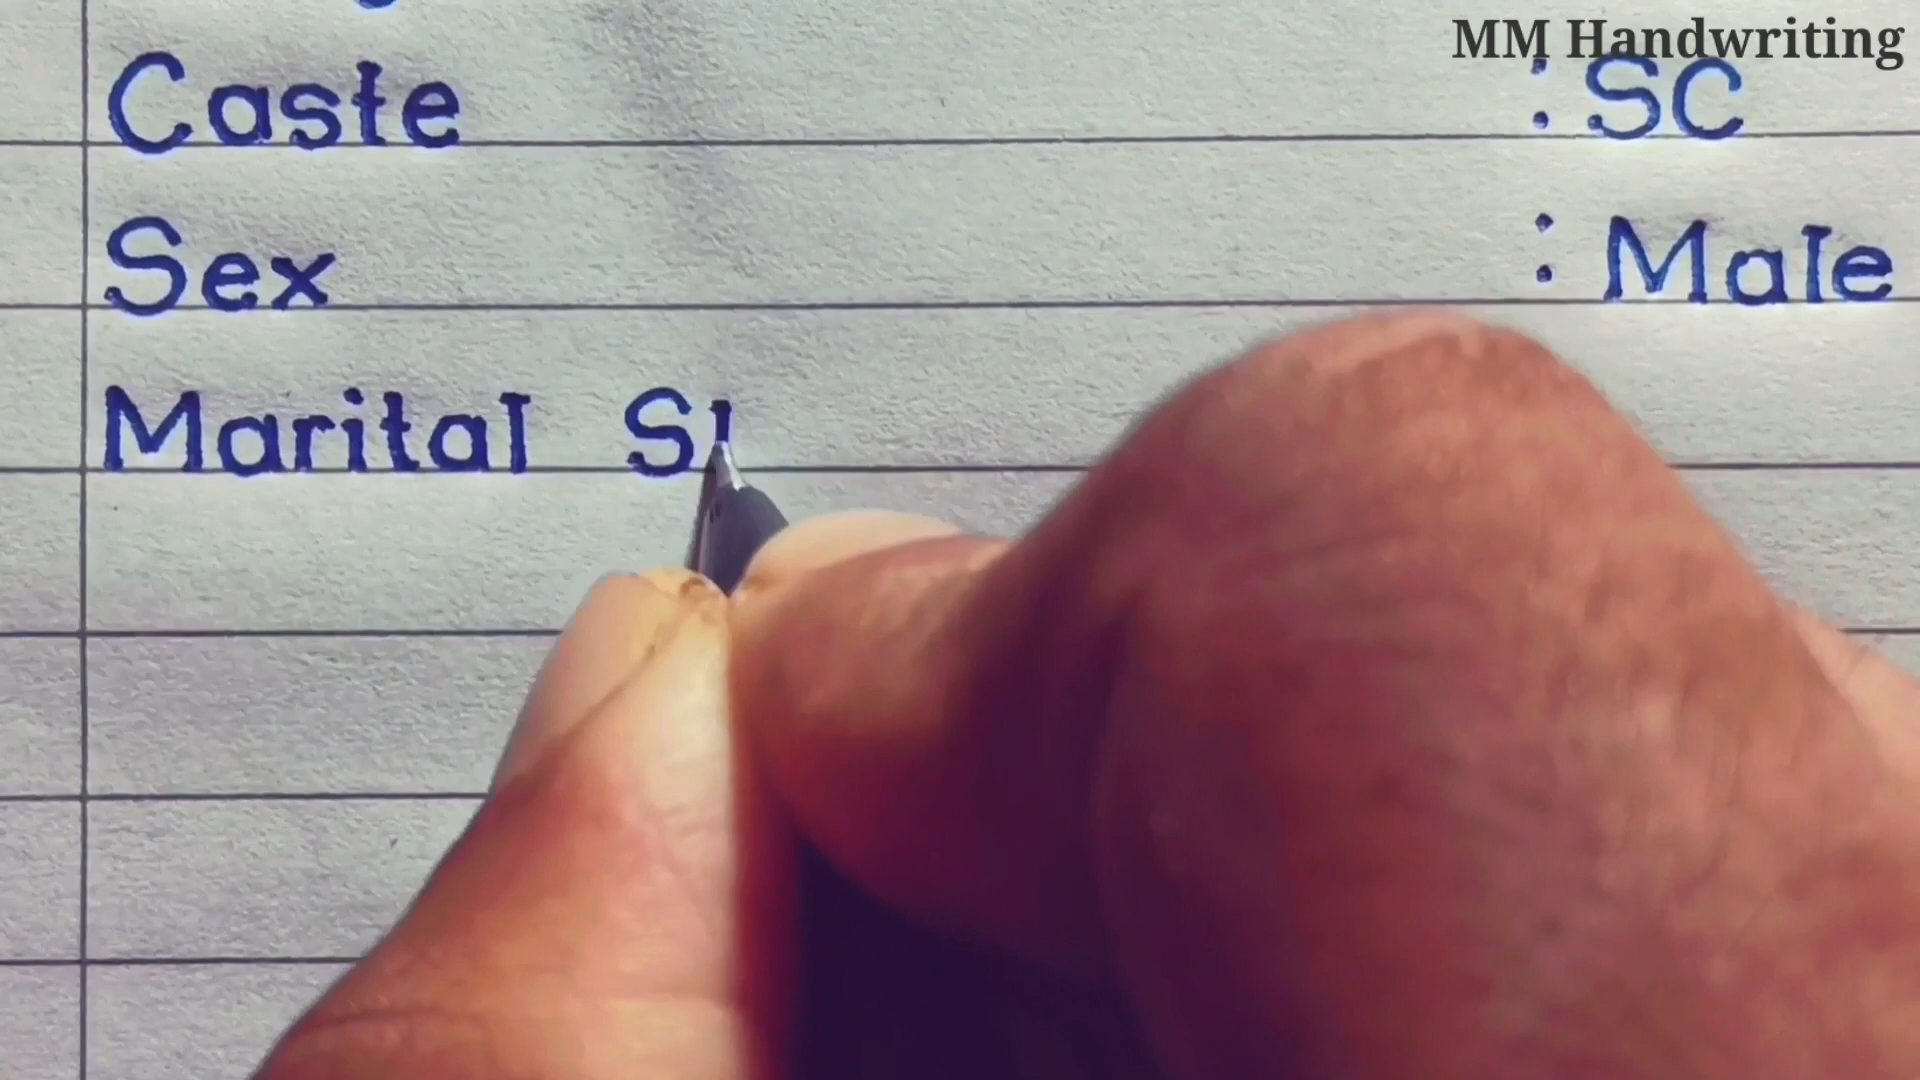 MM Handwriting
Caste : SC
Sex : Male
Marital